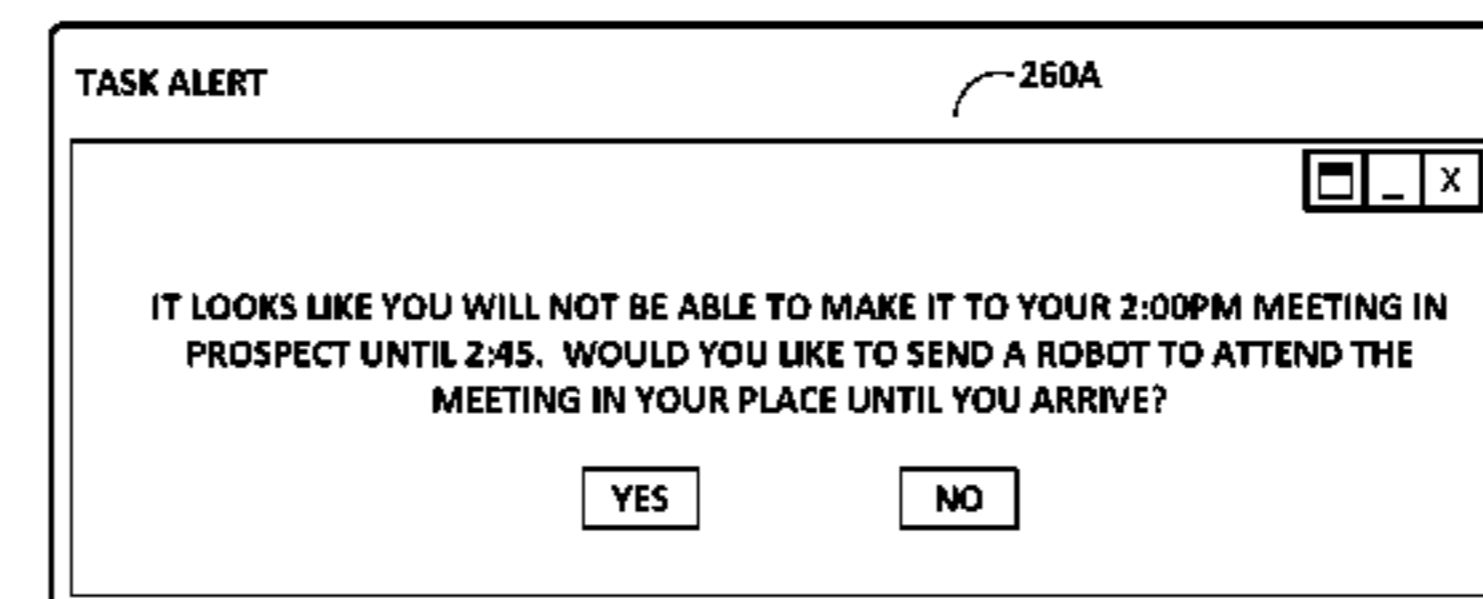 TASK ALERT
260A
_ X
IT LOOKS LIKE YOU WILL NOT BE ABLE TO MAKE IT TO YOUR 2:00PM MEETING IN
PROSPECT UNTIL 2:45. WOULD YOU LIKE TO SEND A ROBOT TO ATTEND THE
MEETING IN YOUR PLACE UNTIL YOU ARRIVE?
YES NO